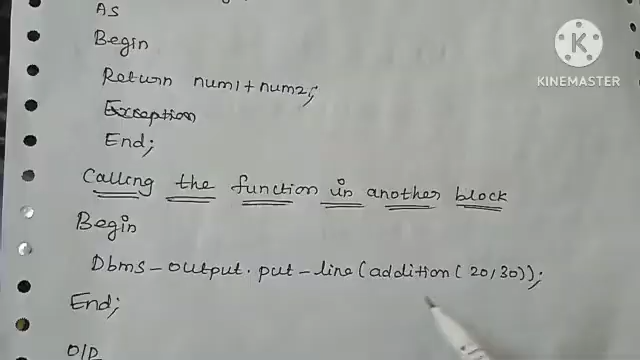 As
Begin
Return num1+num2;
Exception
End;
Calling the function in another block
Begin
Dbms-output.put-line(addition(20,30));
End;
O/P
K
KINEMASTER